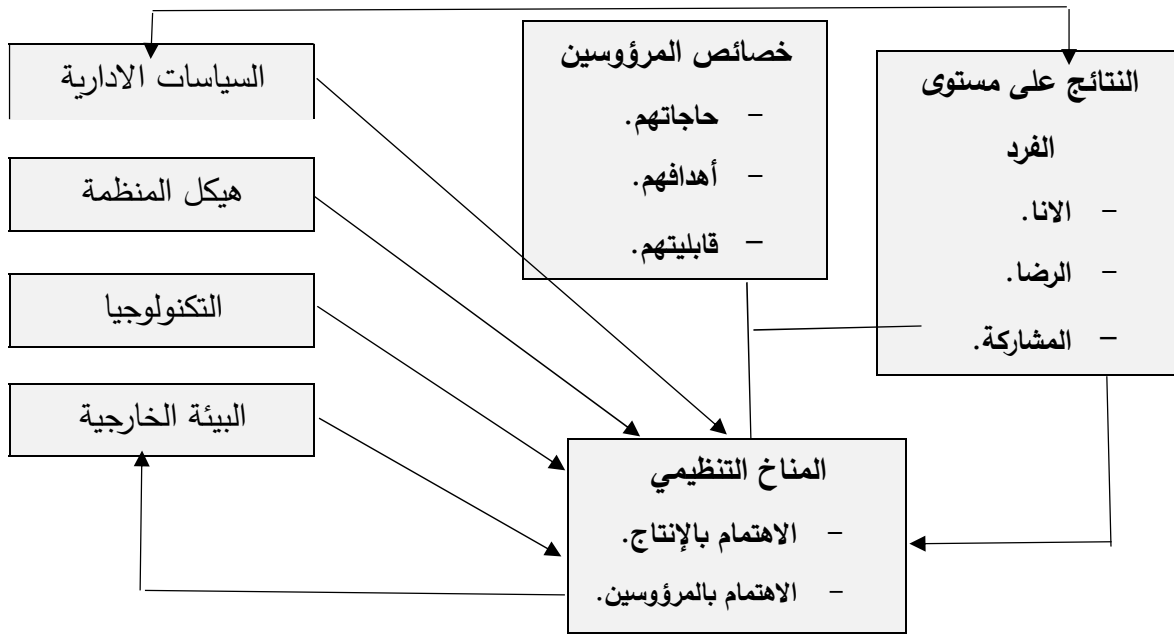 النتائج على مستوى
الفرد
- الانا.
- الرضا.
- المشاركة.
خصائص المرؤوسين
- حاجاتهم.
- أهدافهم.
- قابليتهم.
السياسات الادارية
هيكل المنظمة
التكنولوجيا
البيئة الخارجية
المناخ التنظيمي
- الاهتمام بالإنتاج.
- الاهتمام بالمرؤوسين.